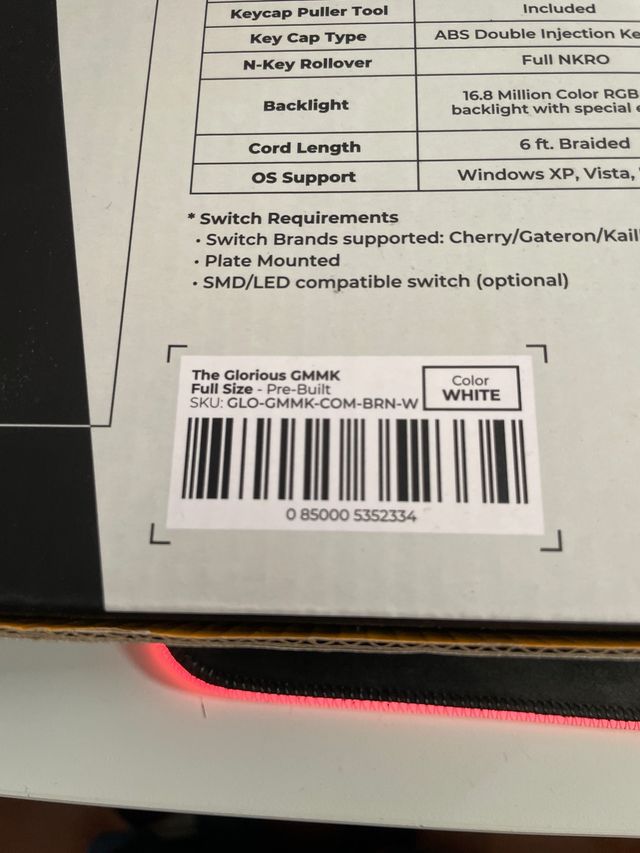 Keycap Puller Tool Included
Key Cap Type ABS Double Injection
N-Key Rollover Full NKRO
Backlight 16.8 Million Color RGB
backlight with special
Cord Length 6 ft. Braided
OS Support Windows XP, Vista,
* Switch Requirements
• Switch Brands supported: Cherry/Gateron/Kail
• Plate Mounted
• SMD/LED compatible switch (optional)
The Glorious GMMK
Full Size - Pre-Built
SKU: GLO-GMMK-COM-BRN-W
Color
WHITE
0 85000 5352334